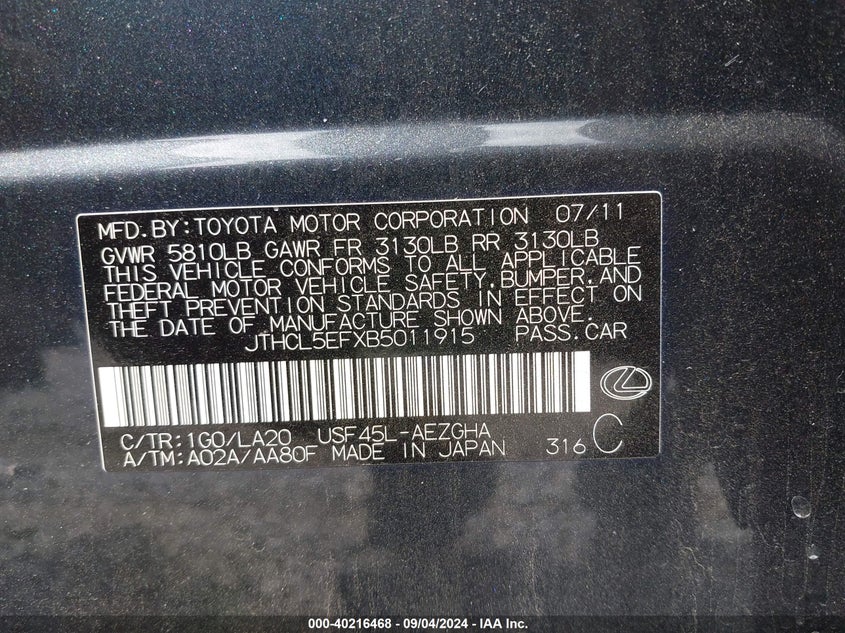 MFD.BY:TOYOTA MOTOR CORPORATION 07/11
GVWR 5810LB GAWR FR 3130LB RR 3130LB
THIS VEHICLE CONFORMS TO ALL APPLICABLE
FEDERAL MOTOR VEHICLE SAFETY,BUMPER,AND
THEFT PREVENTION STANDARDS IN EFFECT ON
THE DATE OF MANUFACTURE SHOWN ABOVE.
JTHCL5EFXB5011915 PASS.CAR
C/TR:1G0/LA20 USF45L-AEZGHA
A/TM:A02A/AA80F MADE IN JAPAN 316 C
000-40216468 - 09/04/2024 - IAA Inc.